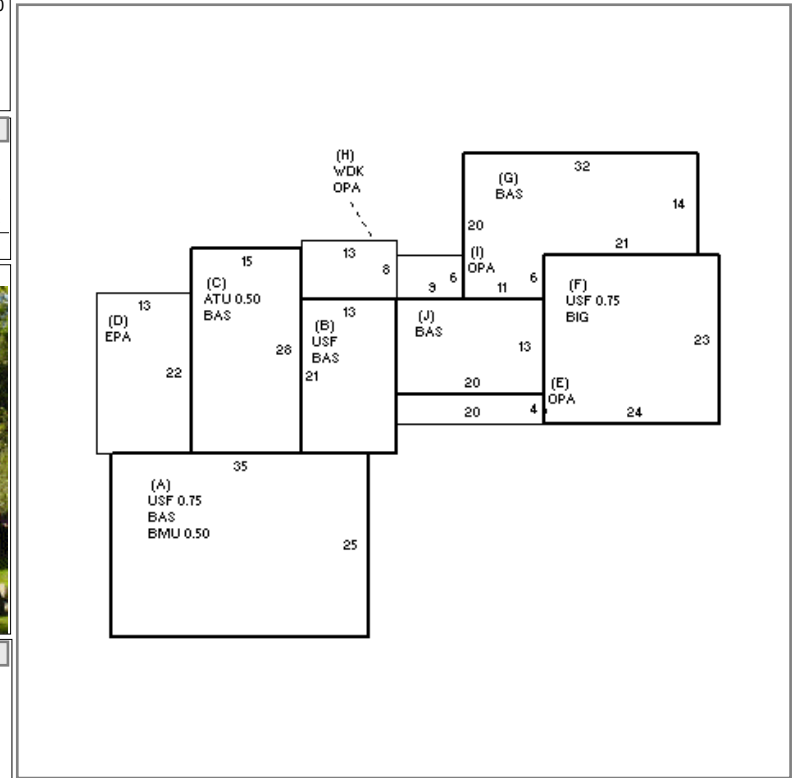 (H)
WDK
OPA
32
(G)
BAS
14
20
21
13
8
15
(I)
OPA
6
6
9
11
(C)
ATU 0.50
BAS
(F)
USF 0.75
BIG
13
(D)
EPA
13
(B)
USF
BAS
(J)
BAS
28
13
23
22
21
20
(E)
OPA
20
4
24
35
(A)
USF 0.75
BAS
BMU 0.50
25